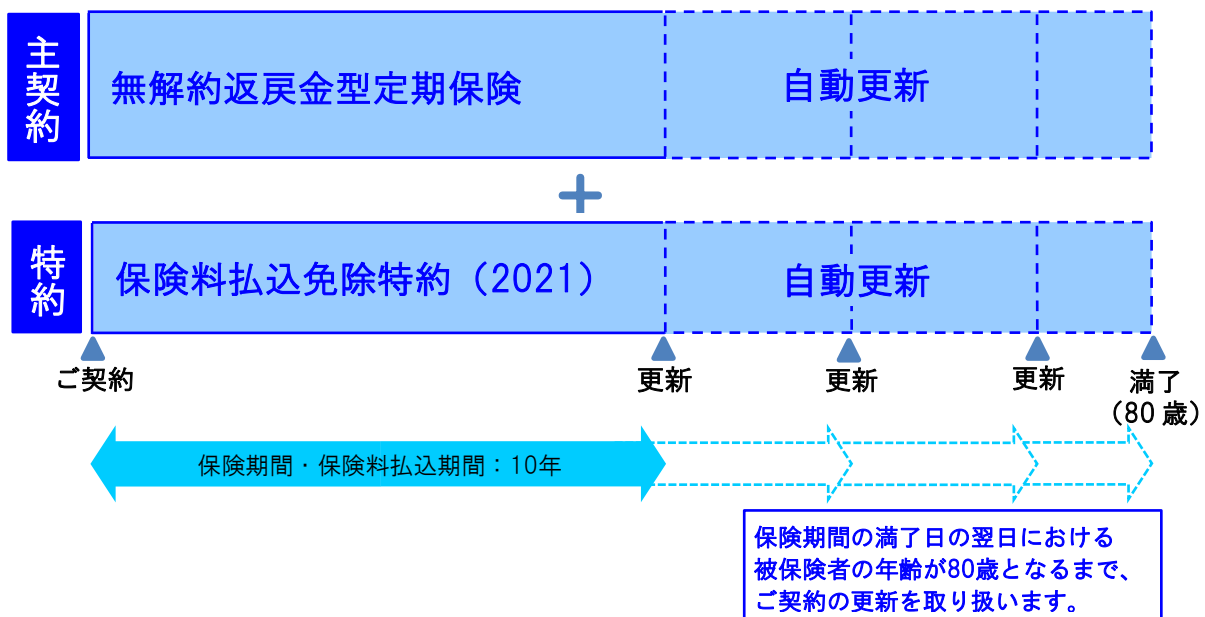 主契約
無解約返戻金型定期保険
自動更新
+
特約
保険料払込免除特約（2021）
自動更新
ご契約
更新
更新
更新
満了
（80歳）
保険期間・保険料払込期間：10年
保険期間の満了日の翌日における
被保険者の年齢が80歳となるまで、
ご契約の更新を取り扱います。